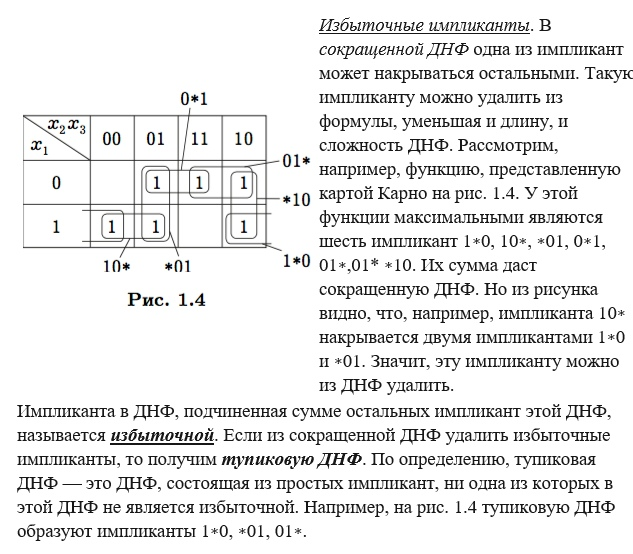 Избыточные импликанты. В
сокращенной ДНФ одна из импликант
может накрываться остальными. Такую
импликанту можно удалить из
формулы, уменьшая и длину, и
сложность ДНФ. Рассмотрим,
например, функцию, представленную
картой Карно на рис. 1.4. У этой
функции максимальными являются
шесть импликант 1*0, 10*, *01, 0*1,
01*,01* *10. Их сумма даст
сокращенную ДНФ. Но из рисунка
видно, что, например, импликанта 10*
накрывается двумя импликантами 1*0
и *01. Значит, эту импликанту можно
из ДНФ удалить.
0*1
x₂x₃ 00 01 11 10
x₁
01*
0 1 1 1
*10
1 1 1 1
10* *01 1*0
Рис. 1.4
Импликанта в ДНФ, подчиненная сумме остальных импликант этой ДНФ,
называется избыточной. Если из сокращенной ДНФ удалить избыточные
импликанты, то получим тупиковую ДНФ. По определению, тупиковая
ДНФ — это ДНФ, состоящая из простых импликант, ни одна из которых в
этой ДНФ не является избыточной. Например, на рис. 1.4 тупиковую ДНФ
образуют импликанты 1*0, *01, 01*.